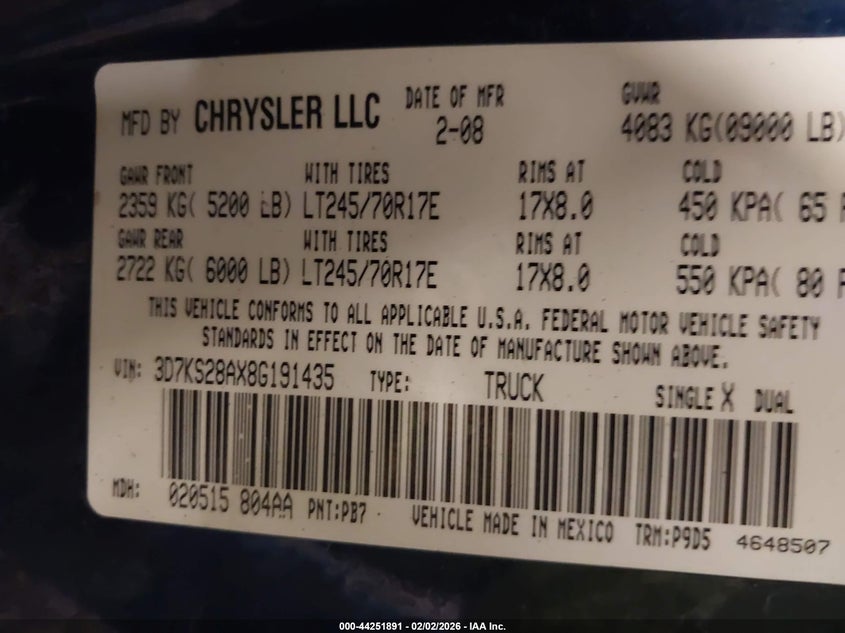 MFD BY CHRYSLER LLC DATE OF MFR GVWR
2-08 4083 KG(09000 LB)
GAWR FRONT WITH TIRES RIMS AT COLD
2359 KG( 5200 LB) LT245/70R17E 17X8.0 450 KPA( 65 P
GAWR REAR WITH TIRES RIMS AT COLD
2722 KG( 6000 LB) LT245/70R17E 17X8.0 550 KPA( 80 P
THIS VEHICLE CONFORMS TO ALL APPLICABLE U.S.A. FEDERAL MOTOR VEHICLE SAFETY
STANDARDS IN EFFECT ON THE DATE OF MANUFACTURE SHOWN ABOVE.
VIN: 3D7KS28AX8G191435 TYPE: TRUCK SINGLE X DUAL
MDH: 020515 804AA PNT:PB7 VEHICLE MADE IN MEXICO TRM:P9D5 4648507
000-44251891 - 02/02/2026 - IAA Inc.